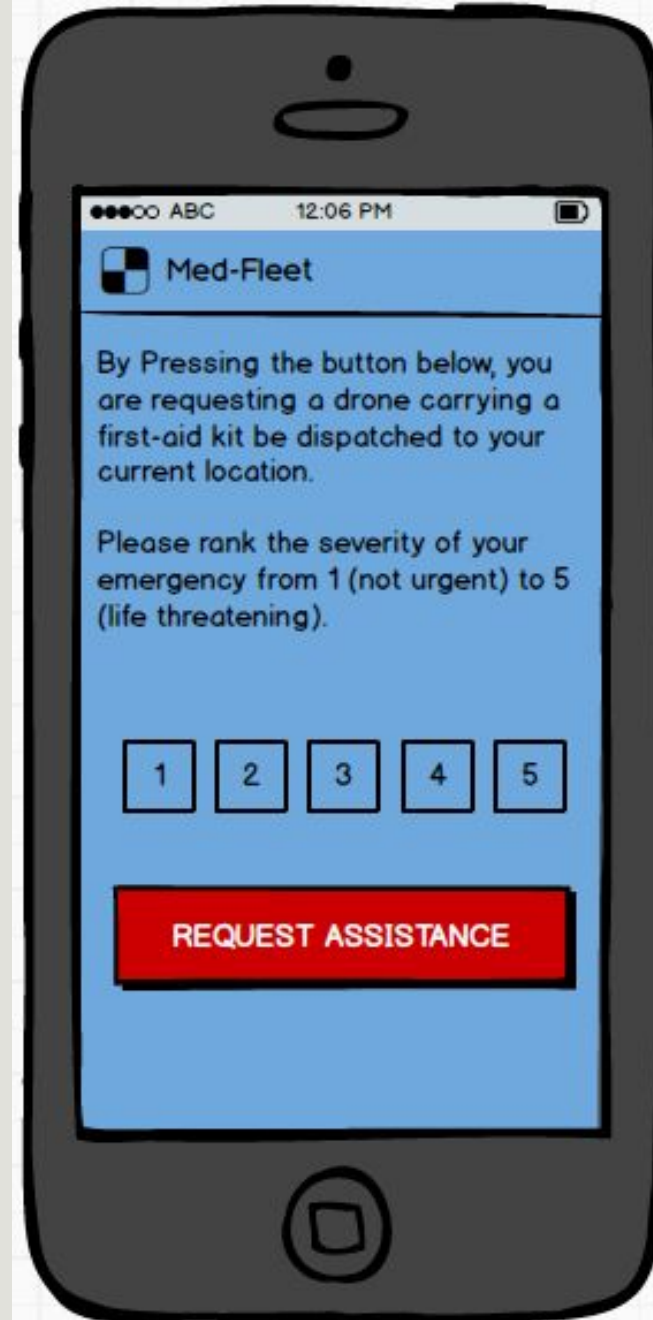 ABC 12:06 PM
Med-Fleet
By Pressing the button below, you
are requesting a drone carrying a
first-aid kit be dispatched to your
current location.
Please rank the severity of your
emergency from 1 (not urgent) to 5
(life threatening).
1 2 3 4 5
REQUEST ASSISTANCE